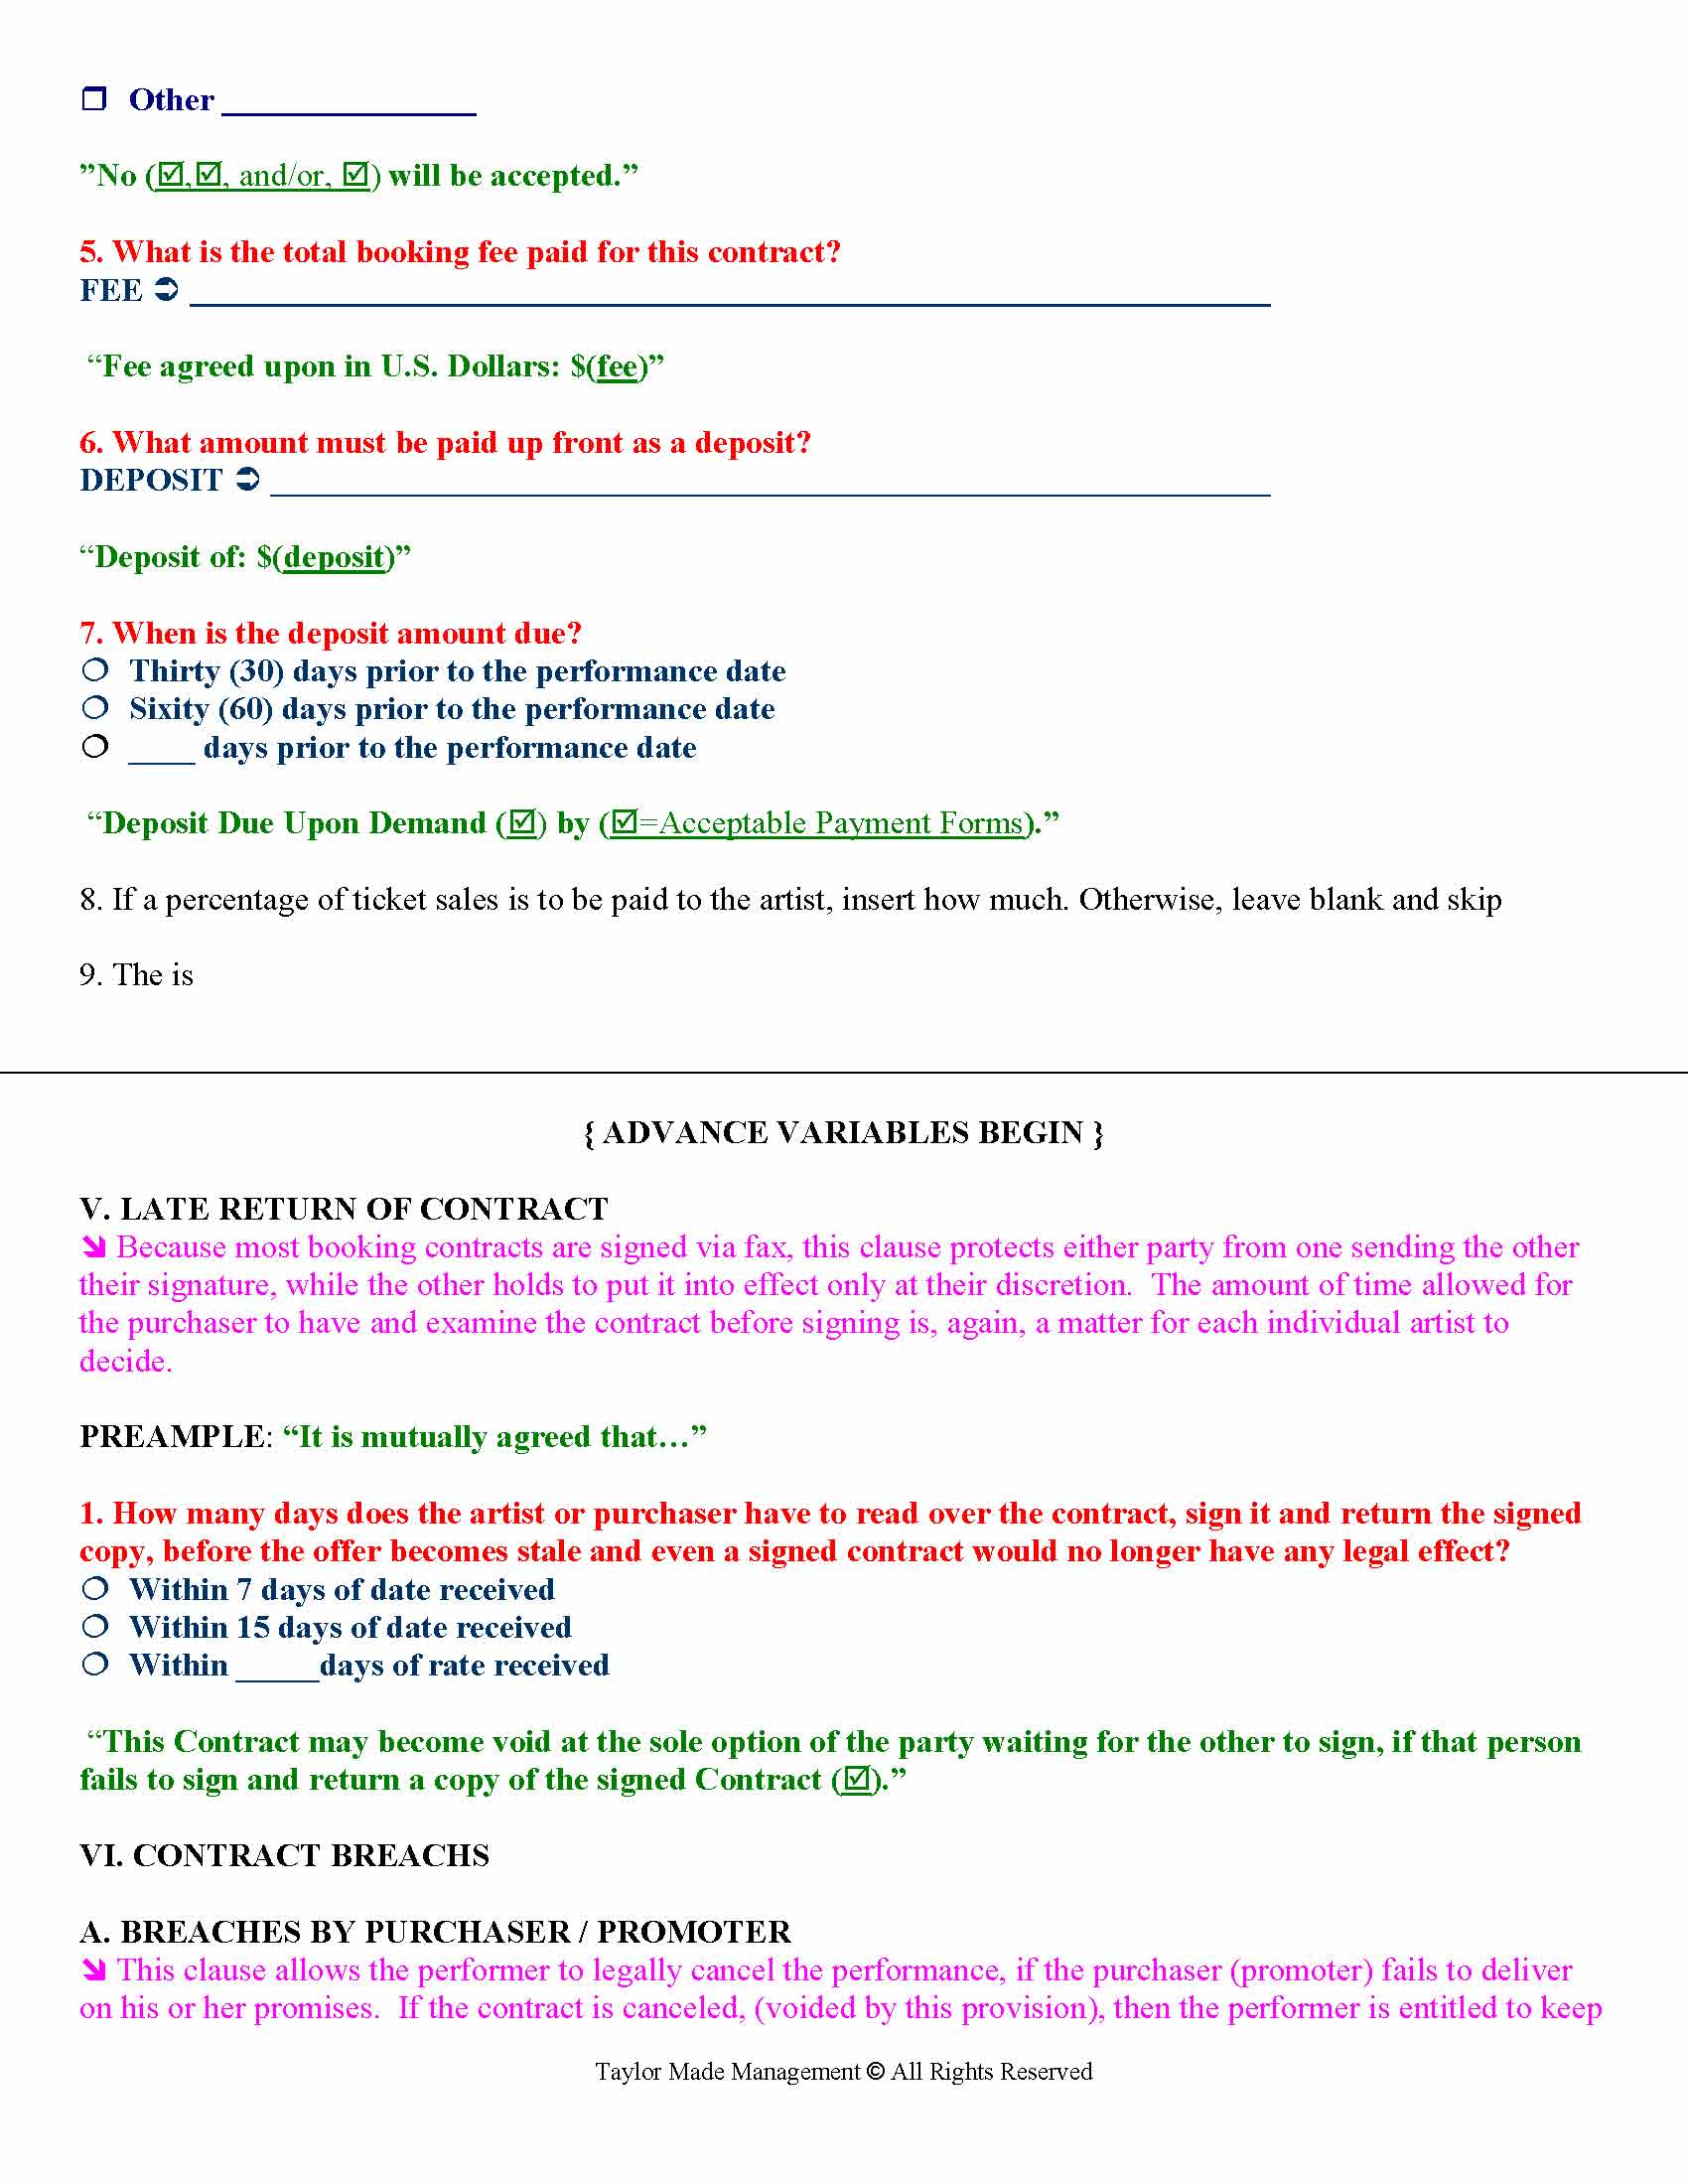 ❒ Other _______________
”No (☑,☑, and/or, ☑) will be accepted.”
5. What is the total booking fee paid for this contract?
FEE ➲ _________________________________________________________________
“Fee agreed upon in U.S. Dollars: $(fee)”
6. What amount must be paid up front as a deposit?
DEPOSIT ➲ ____________________________________________________________
“Deposit of: $(deposit)”
7. When is the deposit amount due?
❍ Thirty (30) days prior to the performance date
❍ Sixity (60) days prior to the performance date
❍ ____ days prior to the performance date
“Deposit Due Upon Demand (☑) by (☑=Acceptable Payment Forms).”
8. If a percentage of ticket sales is to be paid to the artist, insert how much. Otherwise, leave blank and skip
9. The is
{ ADVANCE VARIABLES BEGIN }
V. LATE RETURN OF CONTRACT
➘ Because most booking contracts are signed via fax, this clause protects either party from one sending the other
their signature, while the other holds to put it into effect only at their discretion.  The amount of time allowed for
the purchaser to have and examine the contract before signing is, again, a matter for each individual artist to
decide.
PREAMPLE: “It is mutually agreed that…”
1. How many days does the artist or purchaser have to read over the contract, sign it and return the signed
copy, before the offer becomes stale and even a signed contract would no longer have any legal effect?
❍ Within 7 days of date received
❍ Within 15 days of date received
❍ Within _____days of rate received
“This Contract may become void at the sole option of the party waiting for the other to sign, if that person
fails to sign and return a copy of the signed Contract (☑).”
VI. CONTRACT BREACHS
A. BREACHES BY PURCHASER / PROMOTER
➘ This clause allows the performer to legally cancel the performance, if the purchaser (promoter) fails to deliver
on his or her promises.  If the contract is canceled, (voided by this provision), then the performer is entitled to keep
Taylor Made Management © All Rights Reserved